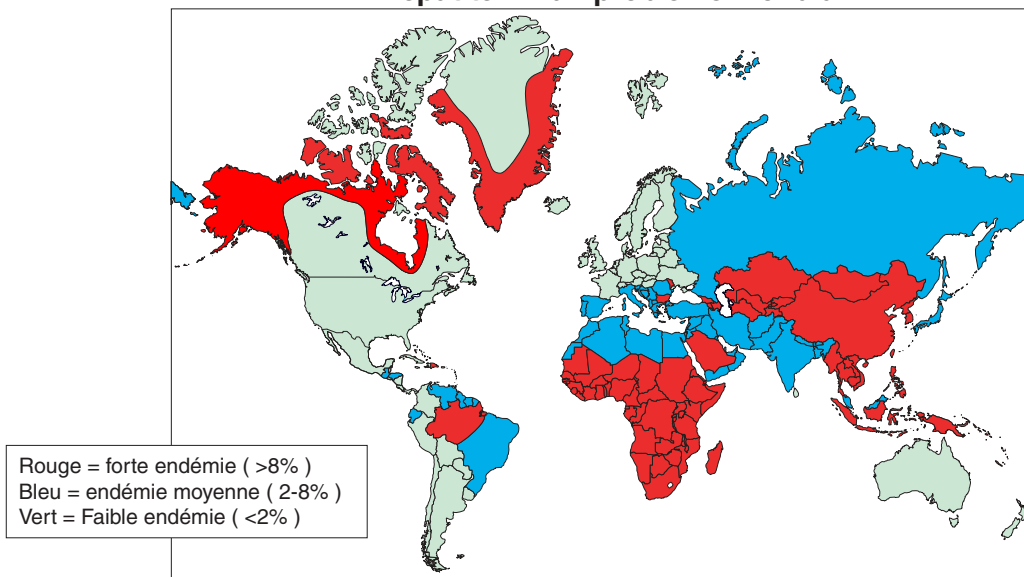 Rouge = forte endémie ( >8% )
Bleu = endémie moyenne ( 2-8% )
Vert = Faible endémie ( <2% )